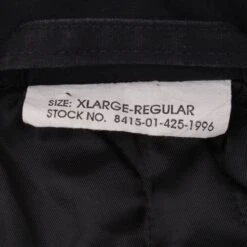 SIZE: XLARGE-REGULAR
STOCK NO. 8415-01-425-1996